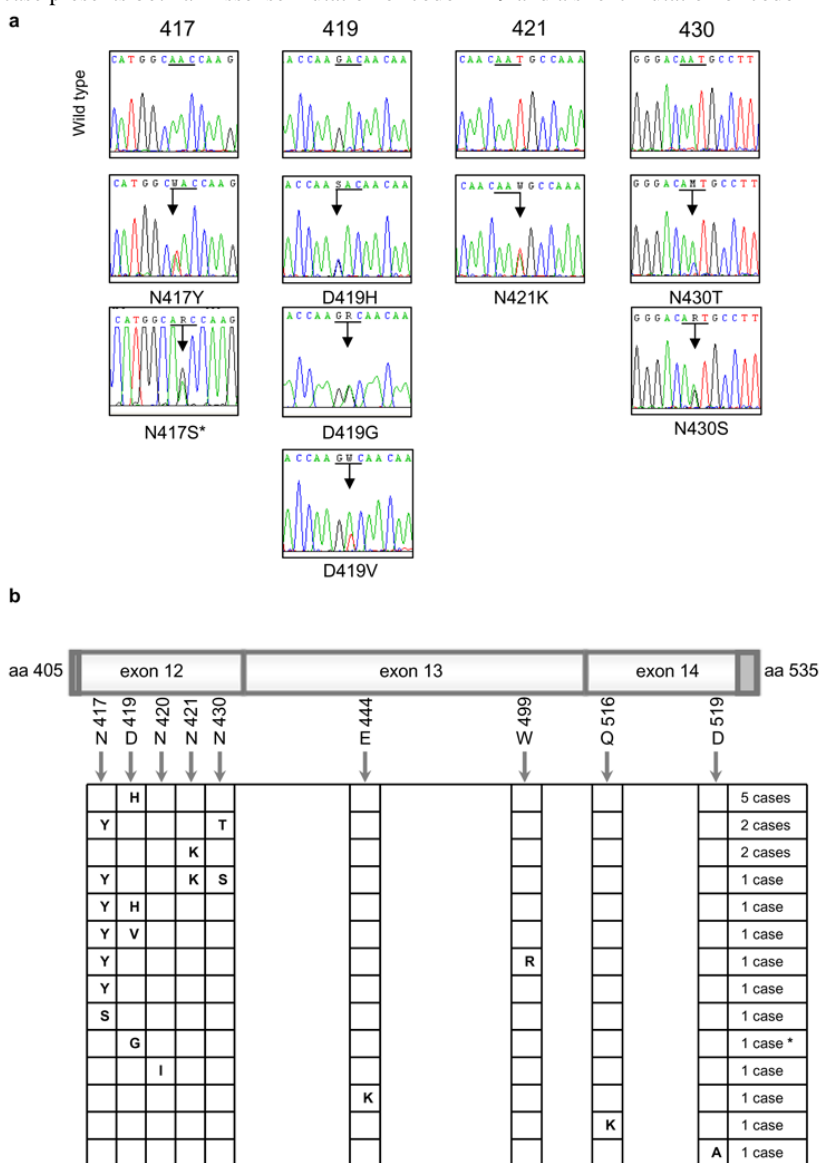 a
417 419 421 430
Wild type
CATGGCAACCAAG ACCAAGACAACAA CAACAATGCCAAA GGGACAATGCCTT
CATGGCWACCAAG ACCAASACAACAA CAACAAWGCCAAA GGGACAMTGCCTT
N417Y D419H N421K N430T
CATGGCARCCAAG ACCAAGRCAACAA GGGACARTGCCTT
N417S* D419G N430S
ACCAAGWCAACAA
D419V
b
aa 405 exon 12 exon 13 exon 14 aa 535
N 417 D 419 N 420 N 421 N 430 E 444 W 499 Q 516 D 519
H 5 cases
Y T 2 cases
K 2 cases
Y K S 1 case
Y H 1 case
Y V 1 case
Y R 1 case
Y 1 case
S 1 case
G 1 case *
I 1 case
K 1 case
K 1 case
A 1 case